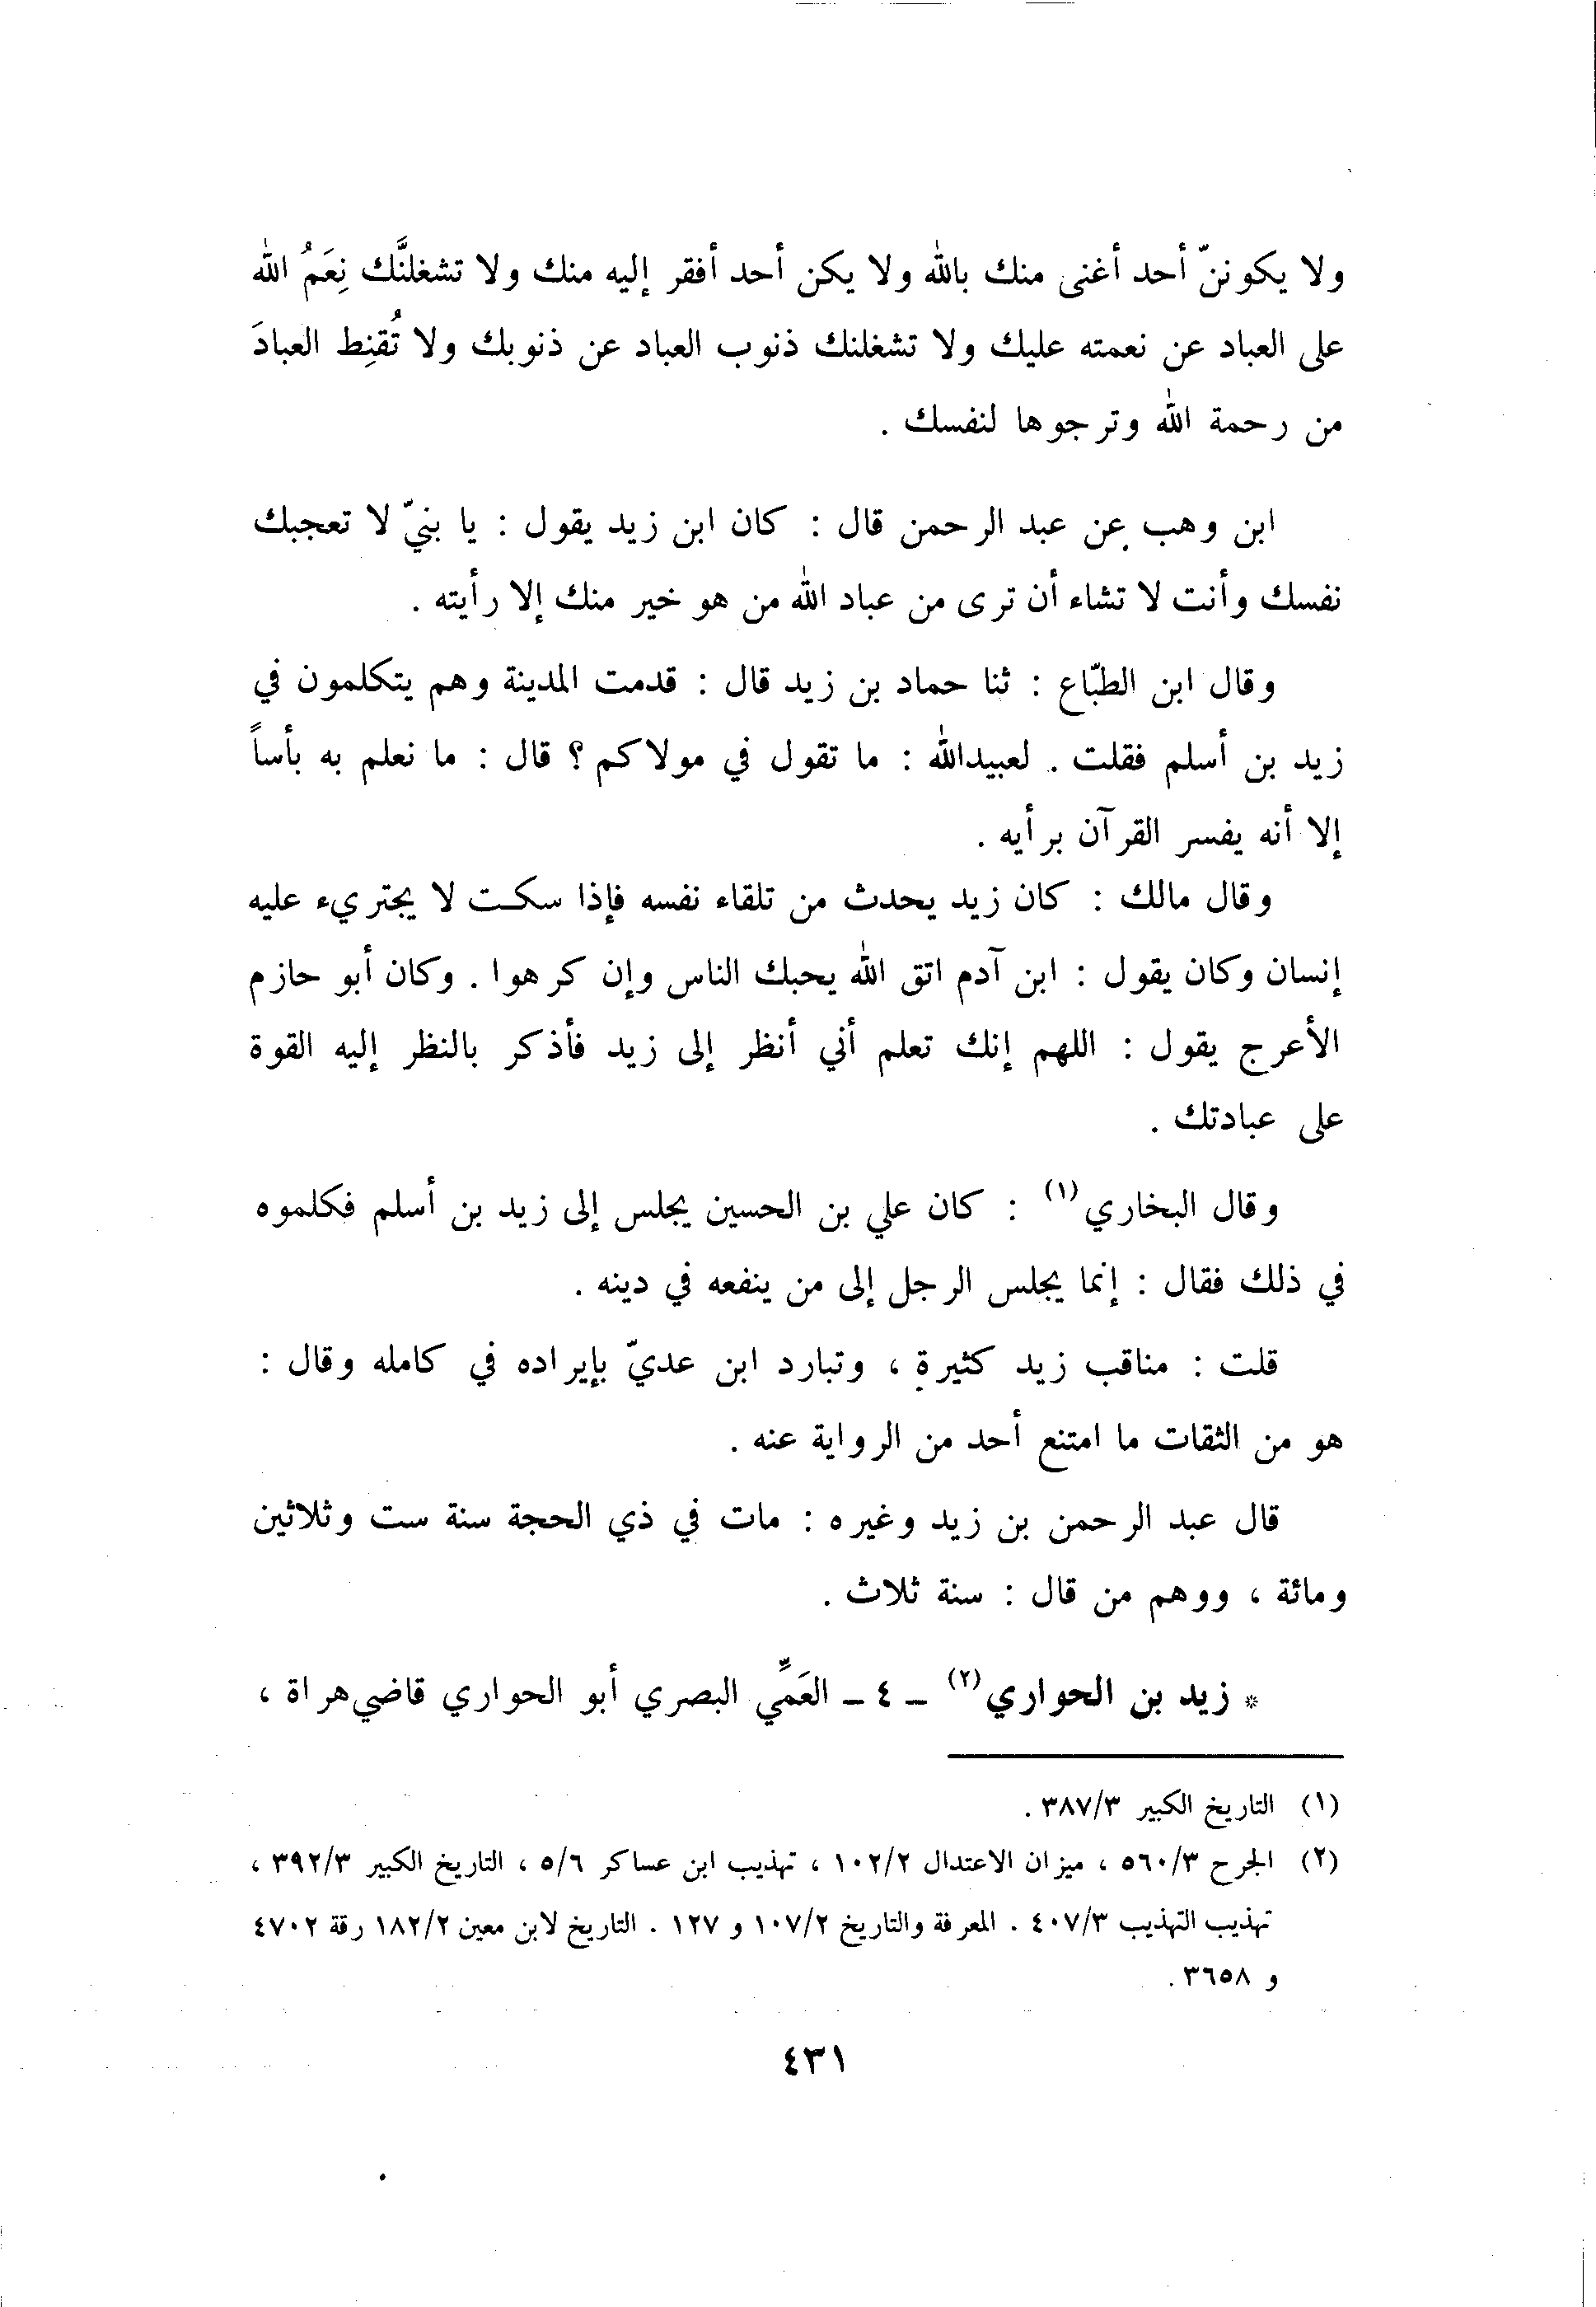 ولا يكوننّ أحد أغنى منك بالله ولا يكن أحد أفقر إليه منك ولا تشغلنَّك نِعَمُ الله
على العباد عن نعمته عليك ولا تشغلنك ذنوب العباد عن ذنوبك ولا تُقنِط العبادَ
من رحمة الله وترجوها لنفسك .
ابن وهب عن عبد الرحمن قال : كان ابن زيد يقول : يا بنيّ لا تعجبك
نفسك وأنت لا تشاء أن ترى من عباد الله من هو خير منك إلا رأيته .
وقال ابن الطبّاع : ثنا حماد بن زيد قال : قدمت المدينة وهم يتكلمون في
زيد بن أسلم فقلت . لعبيدالله : ما تقول في مولاكم ؟ قال : ما نعلم به بأساً
إلا أنه يفسر القرآن برأيه .
وقال مالك : كان زيد يحدث من تلقاء نفسه فإذا سكت لا يجتريء عليه
إنسان وكان يقول : ابن آدم اتق الله يحبك الناس وإن كرهوا . وكان أبو حازم
الأعرج يقول : اللهم إنك تعلم أني أنظر إلى زيد فأذكر بالنظر إليه القوة
على عبادتك .
وقال البخاري (١) : كان علي بن الحسين يجلس إلى زيد بن أسلم فكلموه
في ذلك فقال : إنما يجلس الرجل إلى من ينفعه في دينه .
قلت : مناقب زيد كثيرة ، وتبارد ابن عديّ بإيراده في كامله وقال :
هو من الثقات ما امتنع أحد من الرواية عنه .
قال عبد الرحمن بن زيد وغيره : مات في ذي الحجة سنة ست وثلاثين
ومائة ، ووهم من قال : سنة ثلاث .
* زيد بن الحواري (٢) – ٤ – العَمِّي البصري أبو الحواري قاضي هراة ،
(١) التاريخ الكبير ٣٨٧/٣ .
(٢) الجرح ٥٦٠/٣ ، ميزان الاعتدال ١٠٢/٢ ، تهذيب ابن عساكر ٥/٦ ، التاريخ الكبير ٣٩٢/٣ ،
تهذيب التهذيب ٤٠٧/٣ . المعرفة والتاريخ ١٠٧/٢ و ١٢٧ . التاريخ لابن معين ١٨٢/٢ رقة ٤٧٠٢
و ٣٦٥٨ .
٤٣١